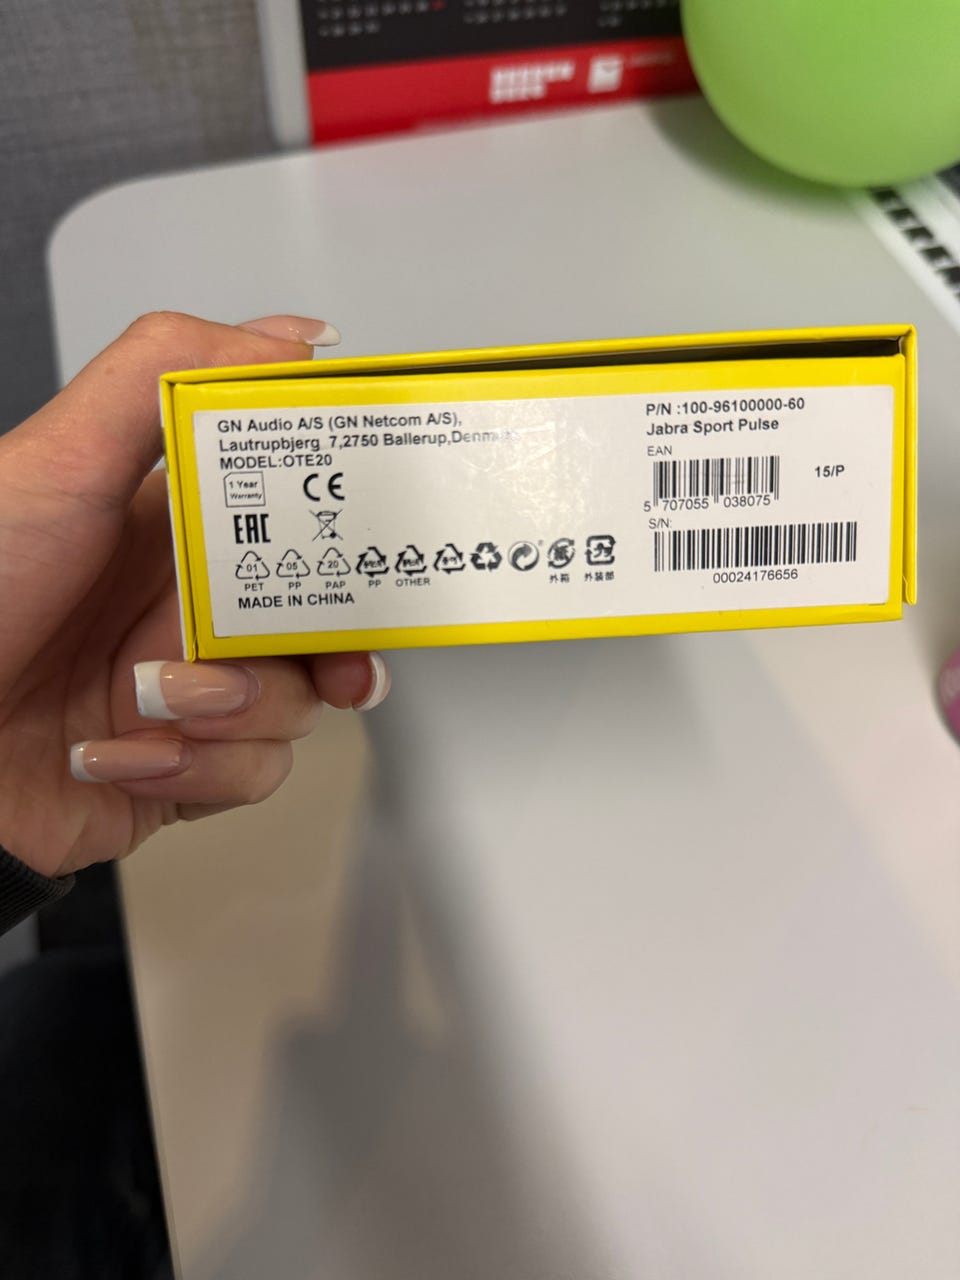 GN Audio A/S (GN Netcom A/S),
Lautrupbjerg 7,2750 Ballerup,Denmark
MODEL:OTE20
1 Year
Warranty
CE
EAC
01
05
20
PET
PP
PAP
PP
OTHER
外箱
外装部
MADE IN CHINA
P/N :100-96100000-60
Jabra Sport Pulse
EAN
15/P
5 707055 038075
S/N:
00024176656